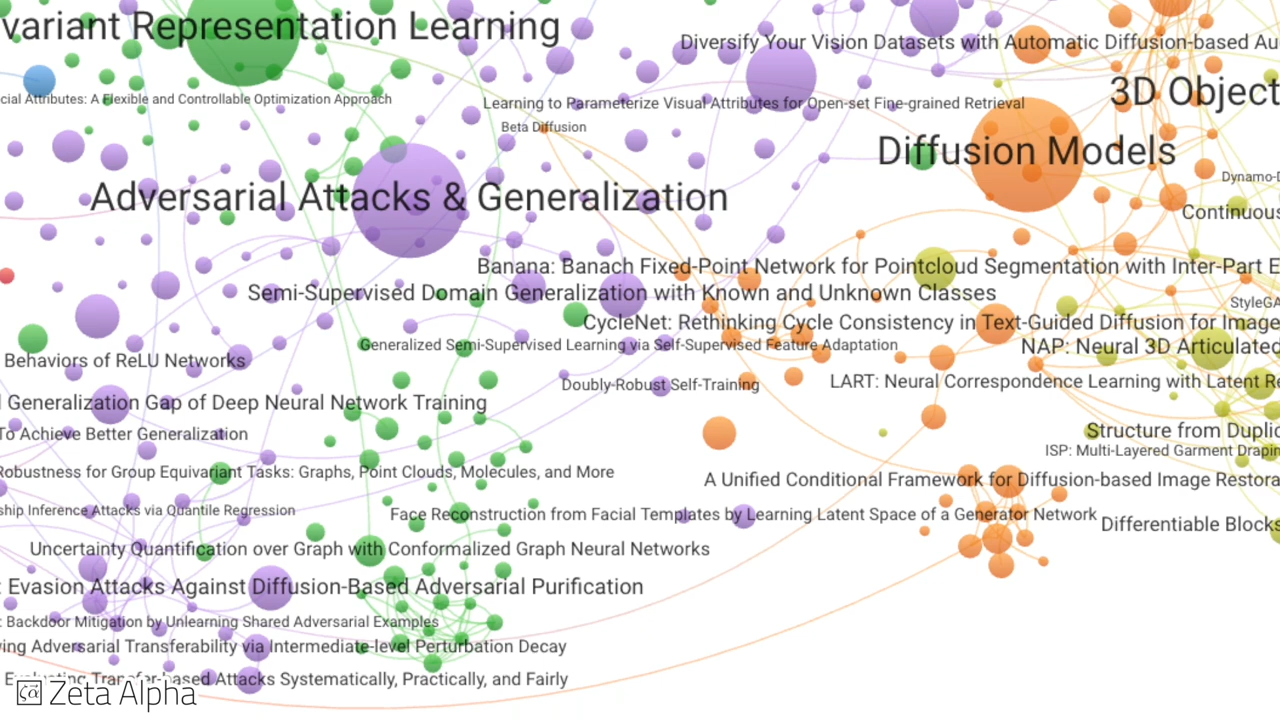 variant Representation Learning
Diversify Your Vision Datasets with Automatic Diffusion-based Au
3D Object
cial Attributes: A Flexible and Controllable Optimization Approach
Learning to Parameterize Visual Attributes for Open-set Fine-grained Retrieval
Beta Diffusion
Diffusion Models
Dynamo-D
Adversarial Attacks & Generalization
Continuous
Banana: Banach Fixed-Point Network for Pointcloud Segmentation with Inter-Part E
Semi-Supervised Domain Generalization with Known and Unknown Classes
StyleGA
CycleNet: Rethinking Cycle Consistency in Text-Guided Diffusion for Image
Generalized Semi-Supervised Learning via Self-Supervised Feature Adaptation
NAP: Neural 3D Articulated
Behaviors of ReLU Networks
Doubly-Robust Self-Training
LART: Neural Correspondence Learning with Latent Re
l Generalization Gap of Deep Neural Network Training
To Achieve Better Generalization
Structure from Duplic
ISP: Multi-Layered Garment Drapin
Robustness for Group Equivariant Tasks: Graphs, Point Clouds, Molecules, and More
A Unified Conditional Framework for Diffusion-based Image Restora
ship Inference Attacks via Quantile Regression
Face Reconstruction from Facial Templates by Learning Latent Space of a Generator Network
Differentiable Blocks
Uncertainty Quantification over Graph with Conformalized Graph Neural Networks
: Evasion Attacks Against Diffusion-Based Adversarial Purification
: Backdoor Mitigation by Unlearning Shared Adversarial Examples
ing Adversarial Transferability via Intermediate-level Perturbation Decay
Evaluating Transfer-based Attacks Systematically, Practically, and Fairly
ζα Zeta Alpha